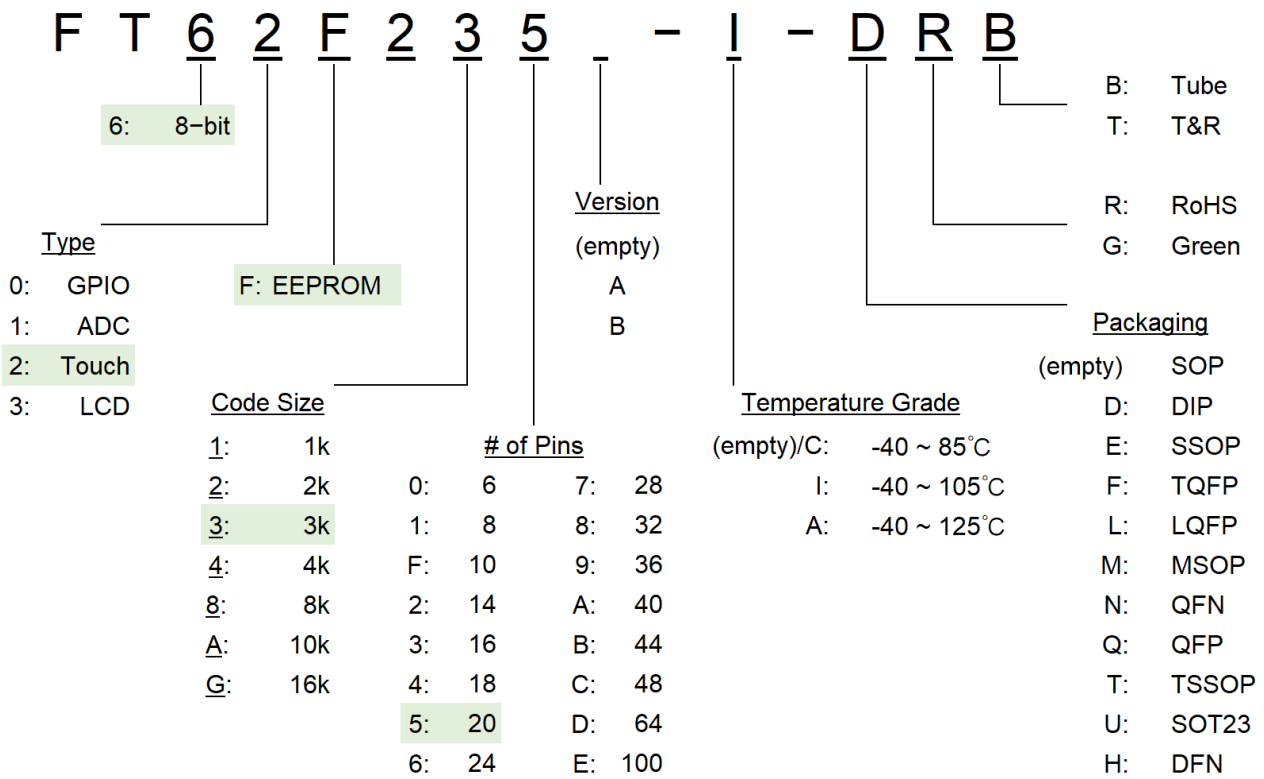 F T 6 2 F 2 3 5 _ - I - D R B
6: 8-bit
B: Tube
T: T&R
R: RoHS
G: Green
Type
0: GPIO
1: ADC
2: Touch
3: LCD
F: EEPROM
Version
(empty)
A
B
Code Size
1: 1k
2: 2k
3: 3k
4: 4k
8: 8k
A: 10k
G: 16k
# of Pins
0: 6 7: 28
1: 8 8: 32
F: 10 9: 36
2: 14 A: 40
3: 16 B: 44
4: 18 C: 48
5: 20 D: 64
6: 24 E: 100
Temperature Grade
(empty)/C: -40 ~ 85℃
I: -40 ~ 105℃
A: -40 ~ 125℃
Packaging
(empty) SOP
D: DIP
E: SSOP
F: TQFP
L: LQFP
M: MSOP
N: QFN
Q: QFP
T: TSSOP
U: SOT23
H: DFN